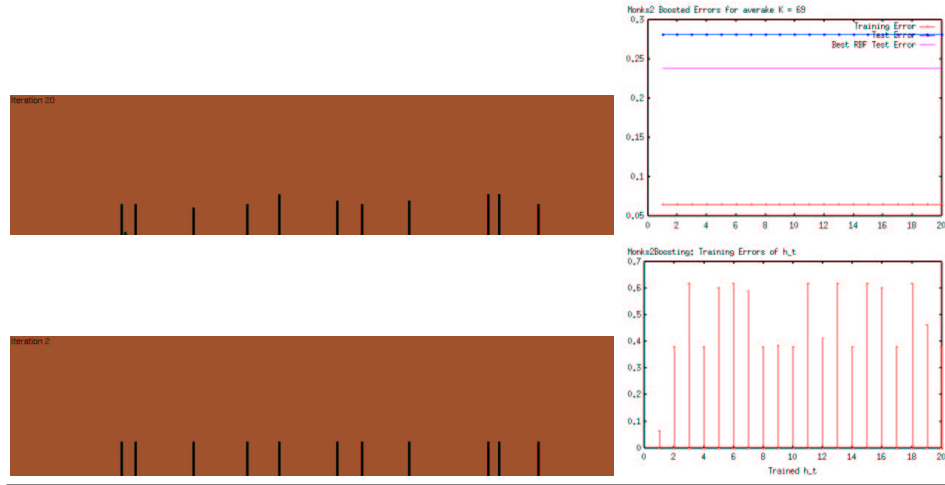 Iteration 20
Iteration 2
Monks2 Boosted Errors for averake K = 69
Training Error
Test Error
Best RBF Test Error
0.3
0.25
0.2
0.15
0.1
0.05
0 2 4 6 8 10 12 14 16 18 20
Monks2Boosting: Training Errors of h_t
0.7
0.6
0.5
0.4
0.3
0.2
0.1
0
0 2 4 6 8 10 12 14 16 18 20
Trained h_t